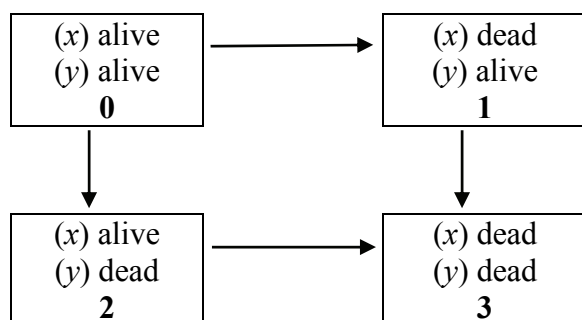 (x) alive
(y) alive
0
(x) dead
(y) alive
1
(x) alive
(y) dead
2
(x) dead
(y) dead
3